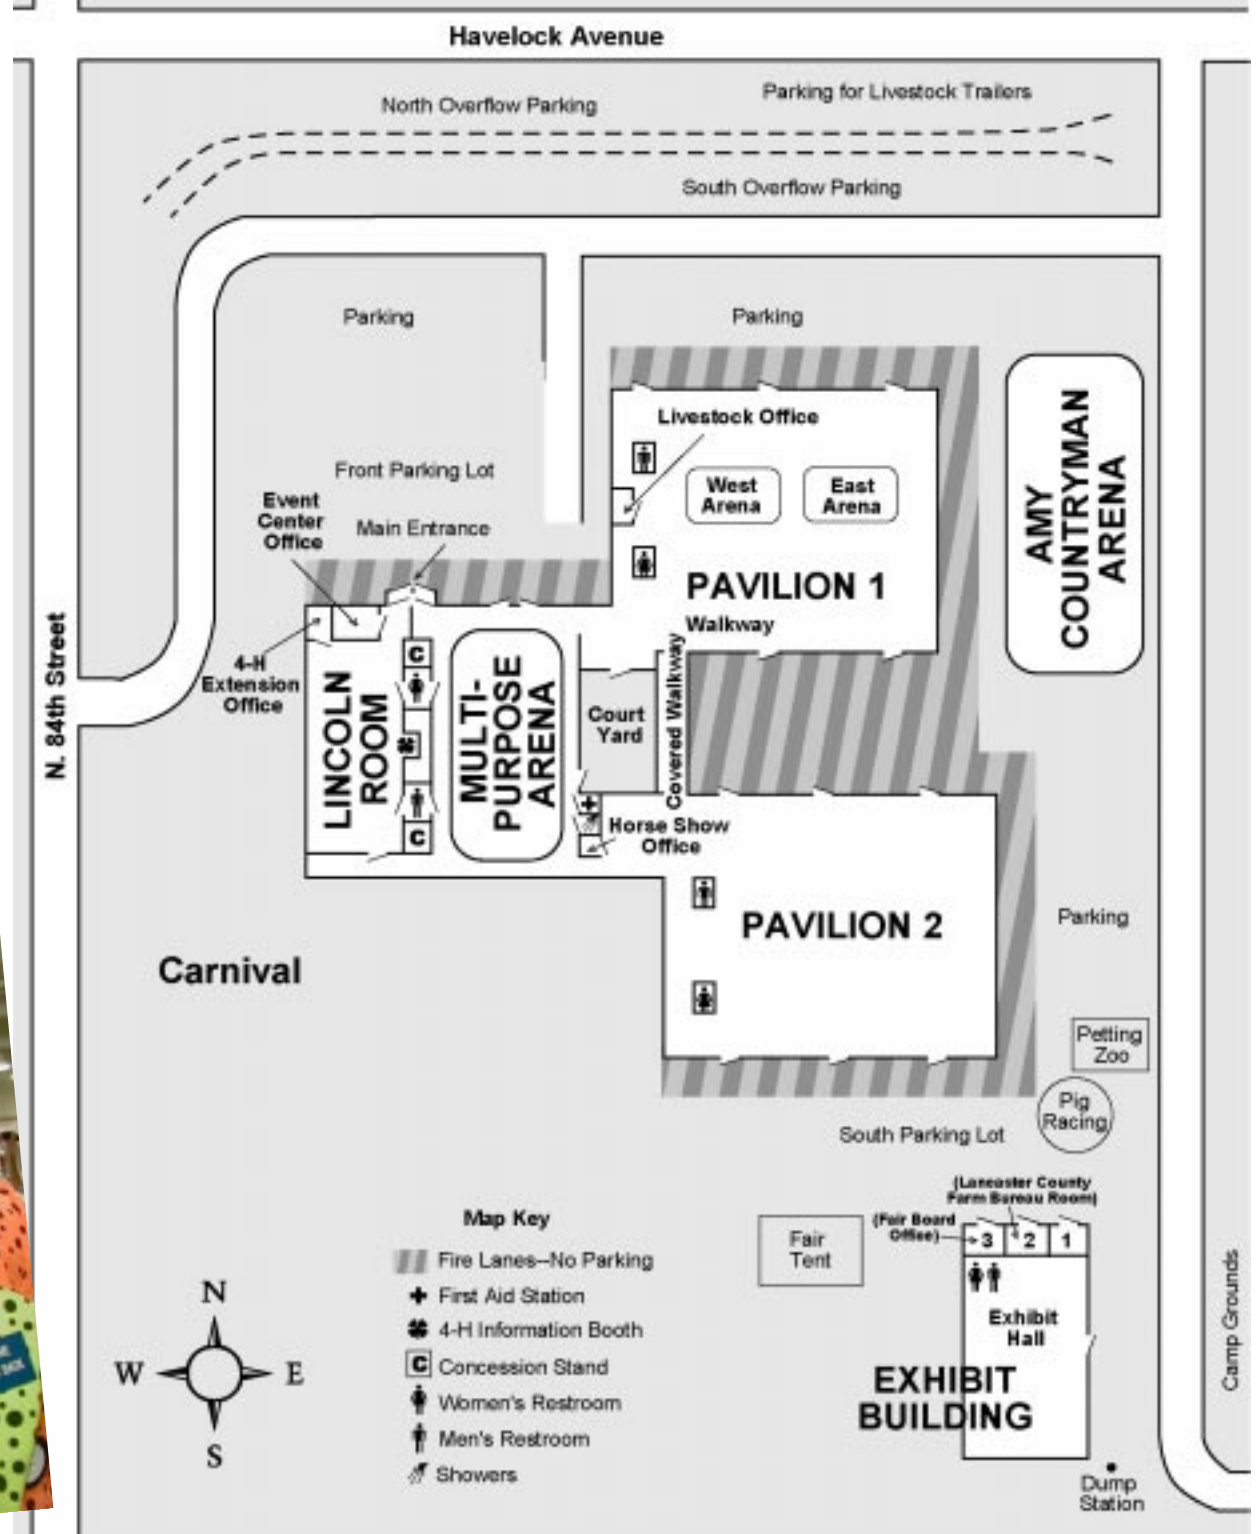 Havelock Avenue
North Overflow Parking
Parking for Livestock Trailers
South Overflow Parking
Parking
Parking
Livestock Office
West
Arena
East
Arena
AMY
COUNTRYMAN
ARENA
Front Parking Lot
Event
Center
Office
Main Entrance
PAVILION 1
Walkway
N. 84th Street
4-H
Extension
Office
C
LINCOLN
ROOM
MULTI-
PURPOSE
ARENA
Court
Yard
Covered Walkway
C
Horse Show
Office
PAVILION 2
Parking
Carnival
Petting
Zoo
Pig
Racing
South Parking Lot
(Lancaster County
Farm Bureau Room)
(Fair Board
Office)
3 2 1
Fair
Tent
Exhibit
Hall
EXHIBIT
BUILDING
Dump
Station
Camp Grounds
Map Key
Fire Lanes--No Parking
First Aid Station
4-H Information Booth
C Concession Stand
Women's Restroom
Men's Restroom
Showers
N
W E
S